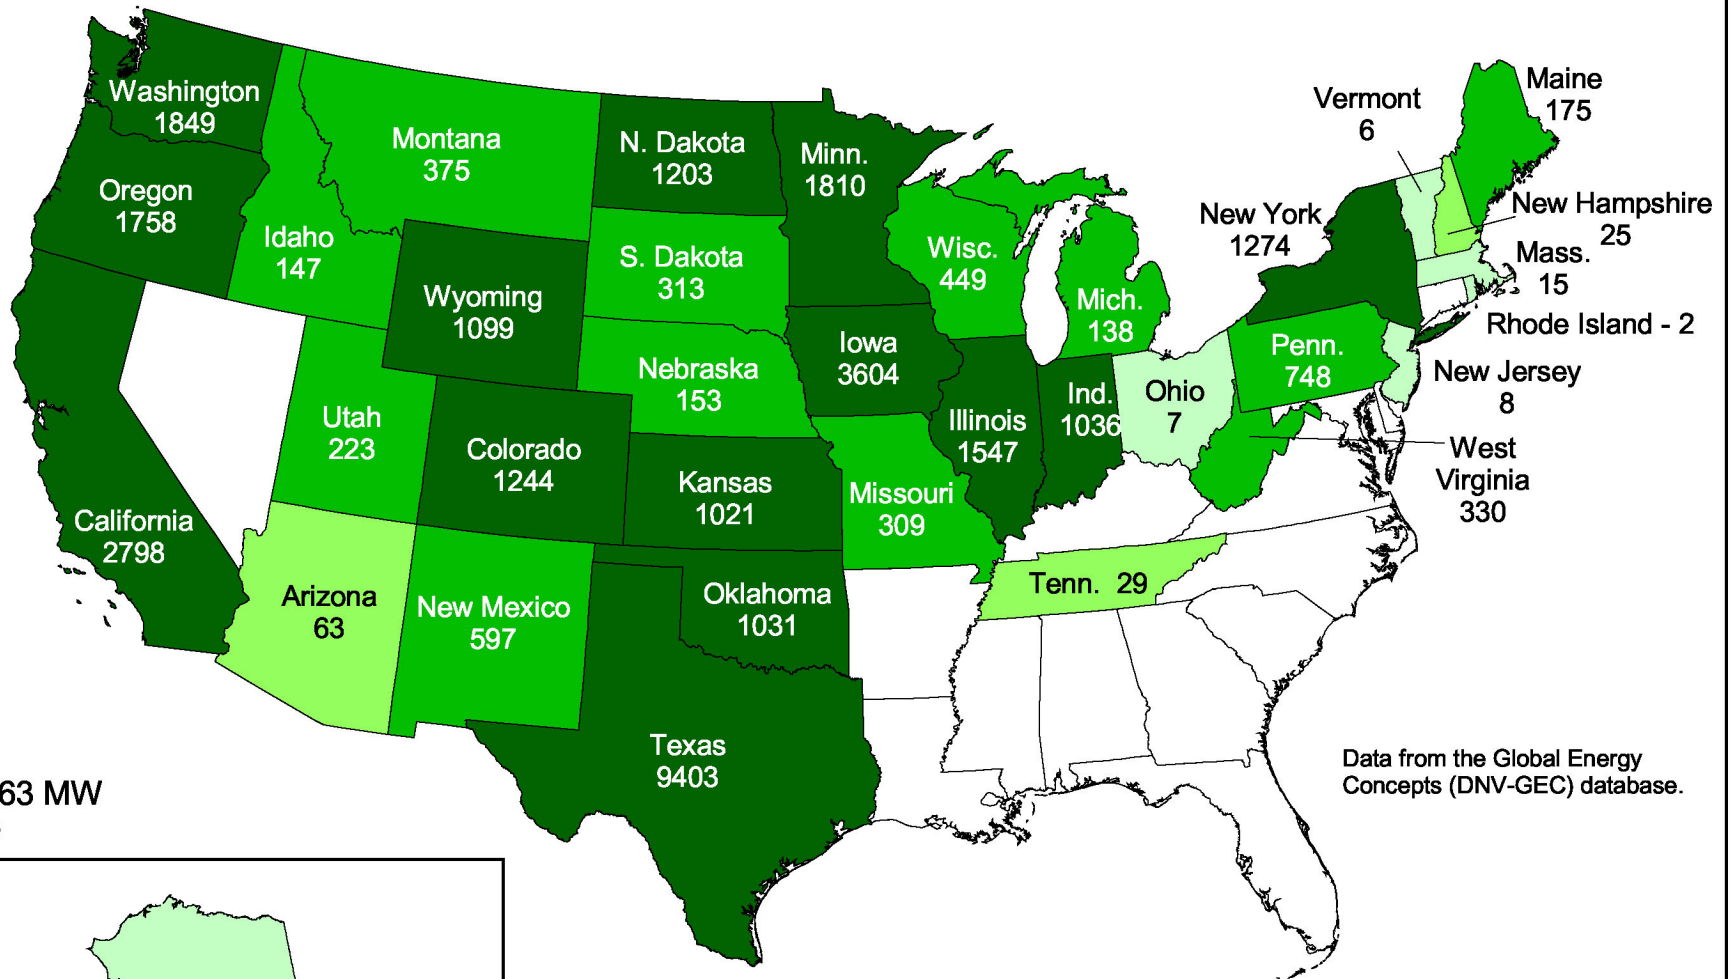 Washington
1849
Montana
375
N. Dakota
1203
Minn.
1810
Vermont
6
Maine
175
Oregon
1758
Idaho
147
Wyoming
1099
S. Dakota
313
Wisc.
449
Mich.
138
New York
1274
New Hampshire
25
Mass.
15
Rhode Island - 2
Iowa
3604
Nebraska
153
Penn.
748
New Jersey
8
Utah
223
Colorado
1244
Kansas
1021
Illinois
1547
Ind.
1036
Ohio
7
West
Virginia
330
California
2798
Missouri
309
Arizona
63
New Mexico
597
Oklahoma
1031
Tenn. 29
Texas
9403
Data from the Global Energy
Concepts (DNV-GEC) database.
63 MW